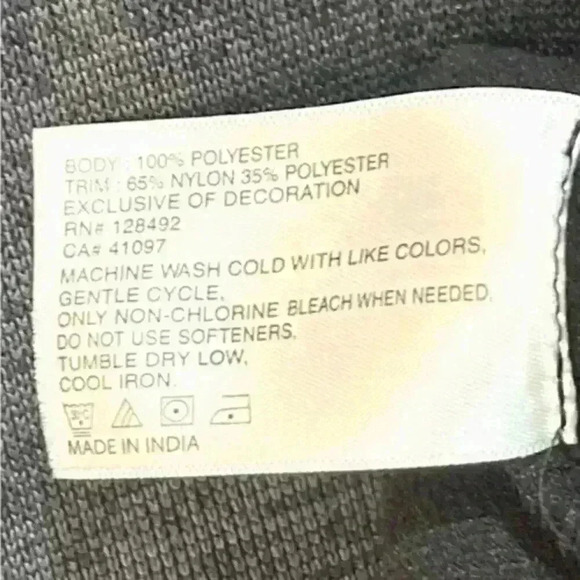 BODY : 100% POLYESTER
TRIM : 65% NYLON 35% POLYESTER
EXCLUSIVE OF DECORATION
RN# 128492
CA# 41097
MACHINE WASH COLD WITH LIKE COLORS,
GENTLE CYCLE,
ONLY NON-CHLORINE BLEACH WHEN NEEDED,
DO NOT USE SOFTENERS,
TUMBLE DRY LOW,
COOL IRON.
30°C
MADE IN INDIA